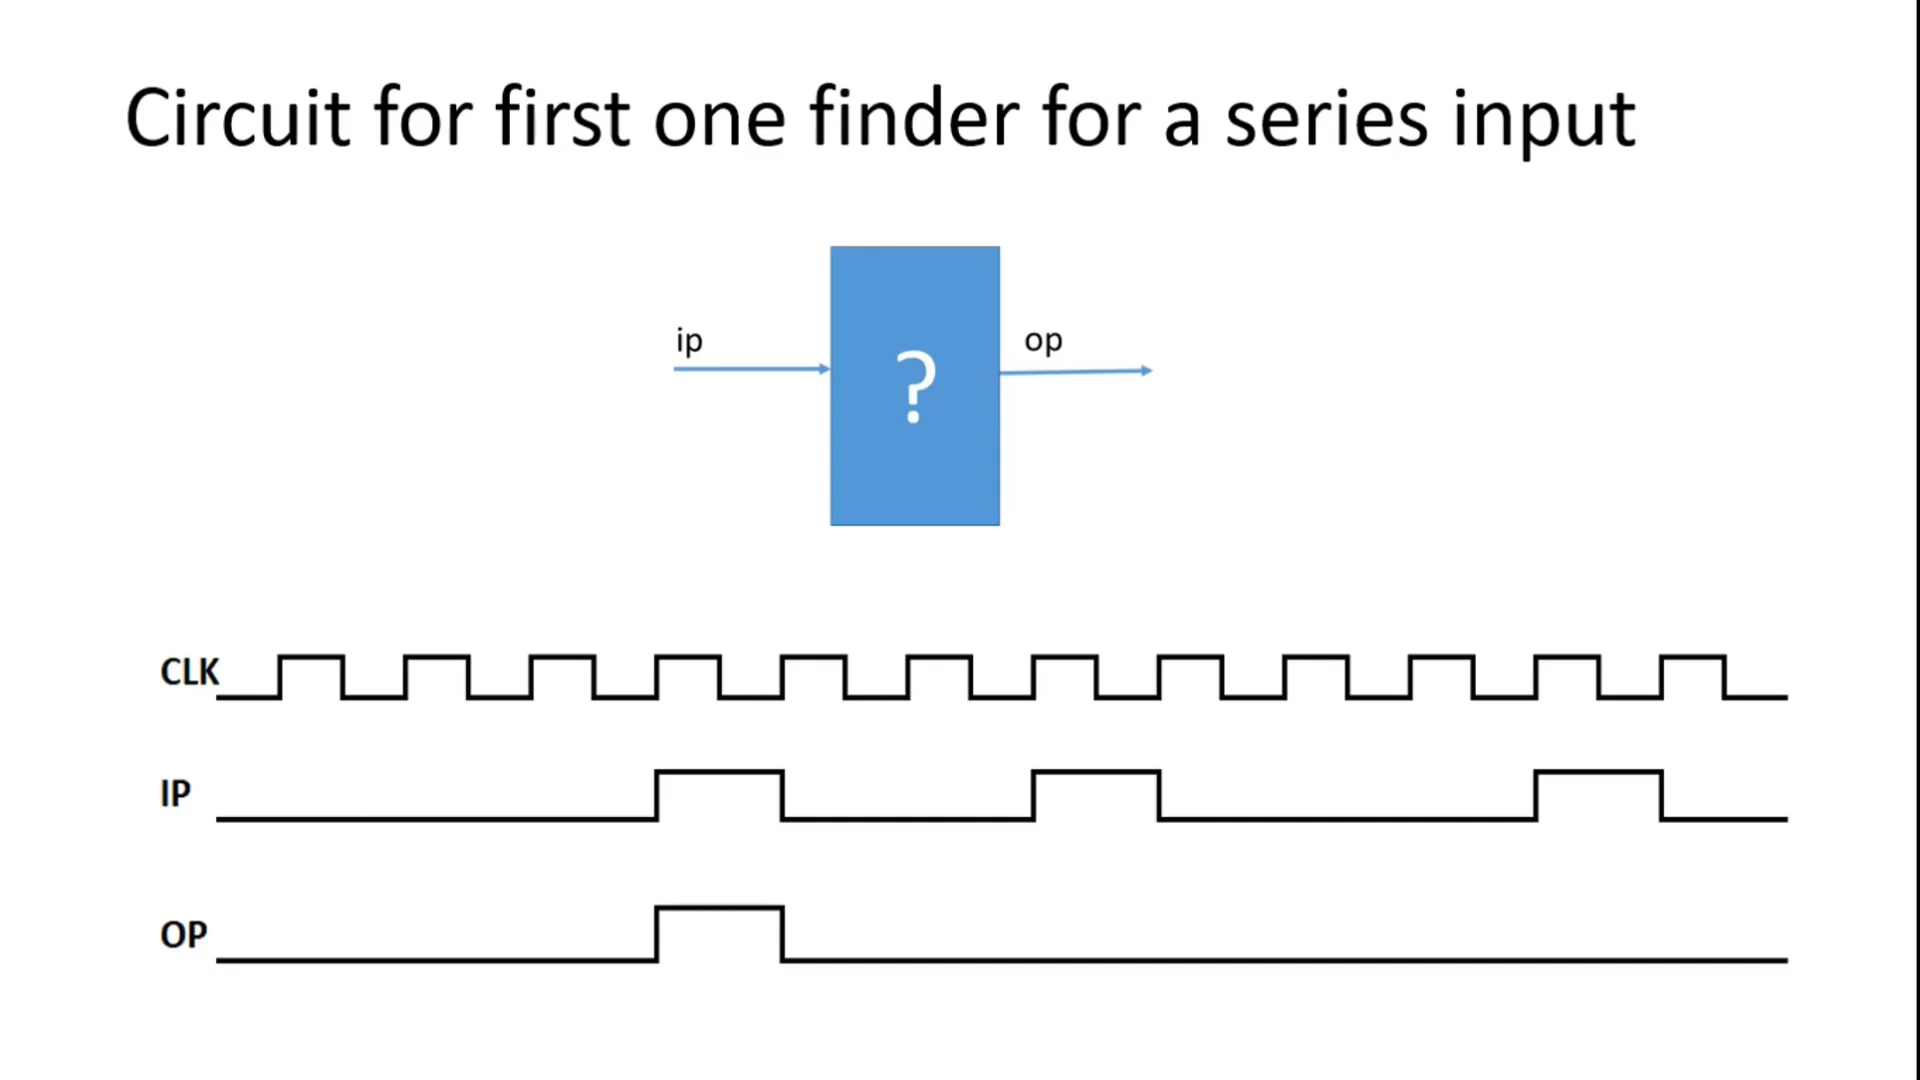 Circuit for first one finder for a series input
ip
op
?
CLK
IP
OP